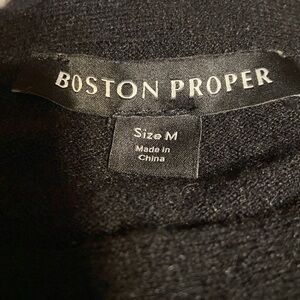 BOSTON PROPER
Size M
Made in
China